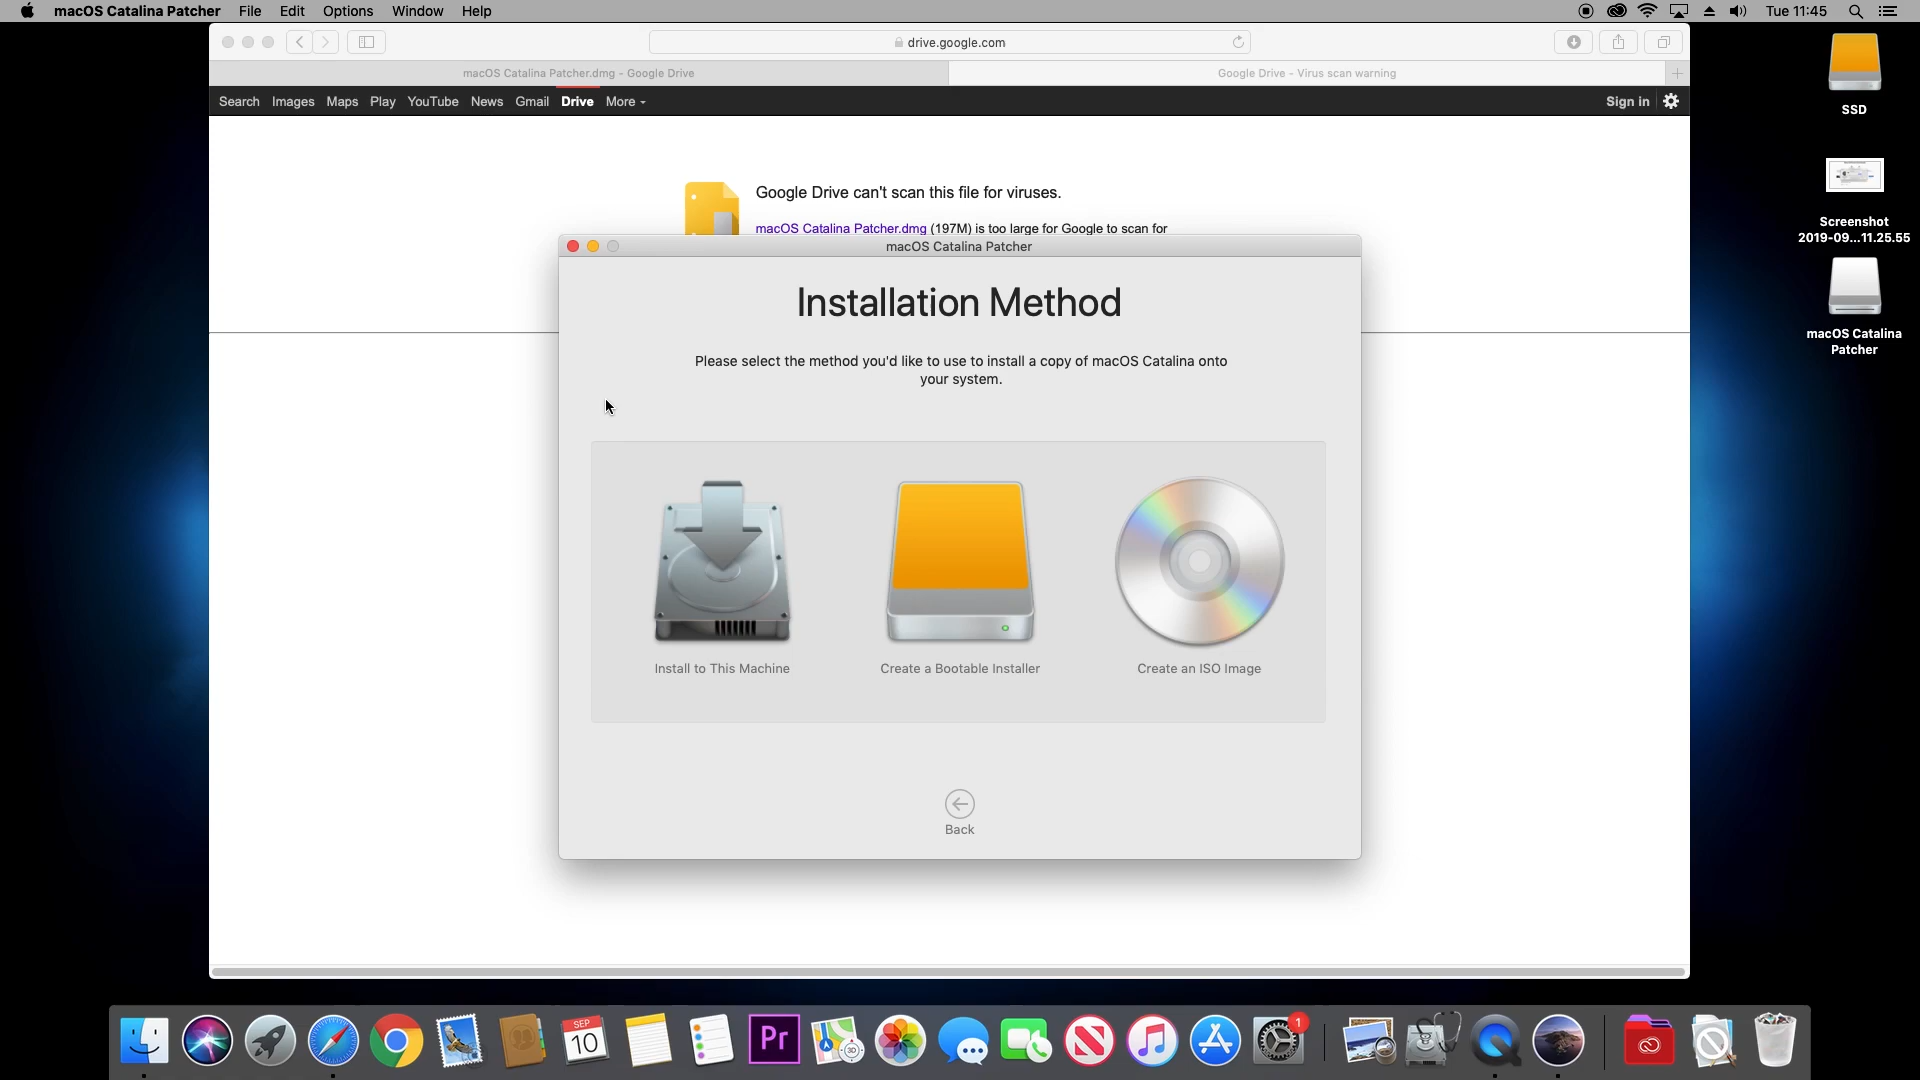 macOS Catalina Patcher File Edit Options Window Help Tue 11:45
drive.google.com
macOS Catalina Patcher.dmg - Google Drive Google Drive - Virus scan warning
Search Images Maps Play YouTube News Gmail Drive More Sign in
Google Drive can't scan this file for viruses.
macOS Catalina Patcher.dmg (197M) is too large for Google to scan for
macOS Catalina Patcher
Installation Method
Please select the method you'd like to use to install a copy of macOS Catalina onto
your system.
Install to This Machine
Create a Bootable Installer
Create an ISO Image
Back
SSD
Screenshot
2019-09...11.25.55
macOS Catalina
Patcher
SEP
10
Pr
3D
1